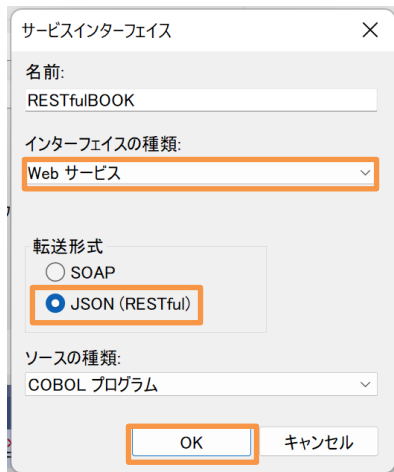 サービスインターフェイス
名前:
RESTfulBOOK
インターフェイスの種類:
Web サービス
転送形式
SOAP
JSON (RESTful)
ソースの種類:
COBOL プログラム
OK
キャンセル